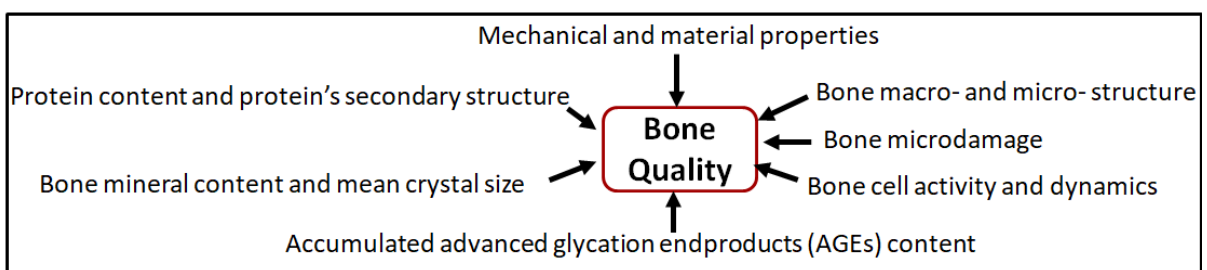 Mechanical and material properties
Protein content and protein's secondary structure
Bone macro- and micro- structure
Bone
Quality
Bone microdamage
Bone mineral content and mean crystal size
Bone cell activity and dynamics
Accumulated advanced glycation endproducts (AGEs) content